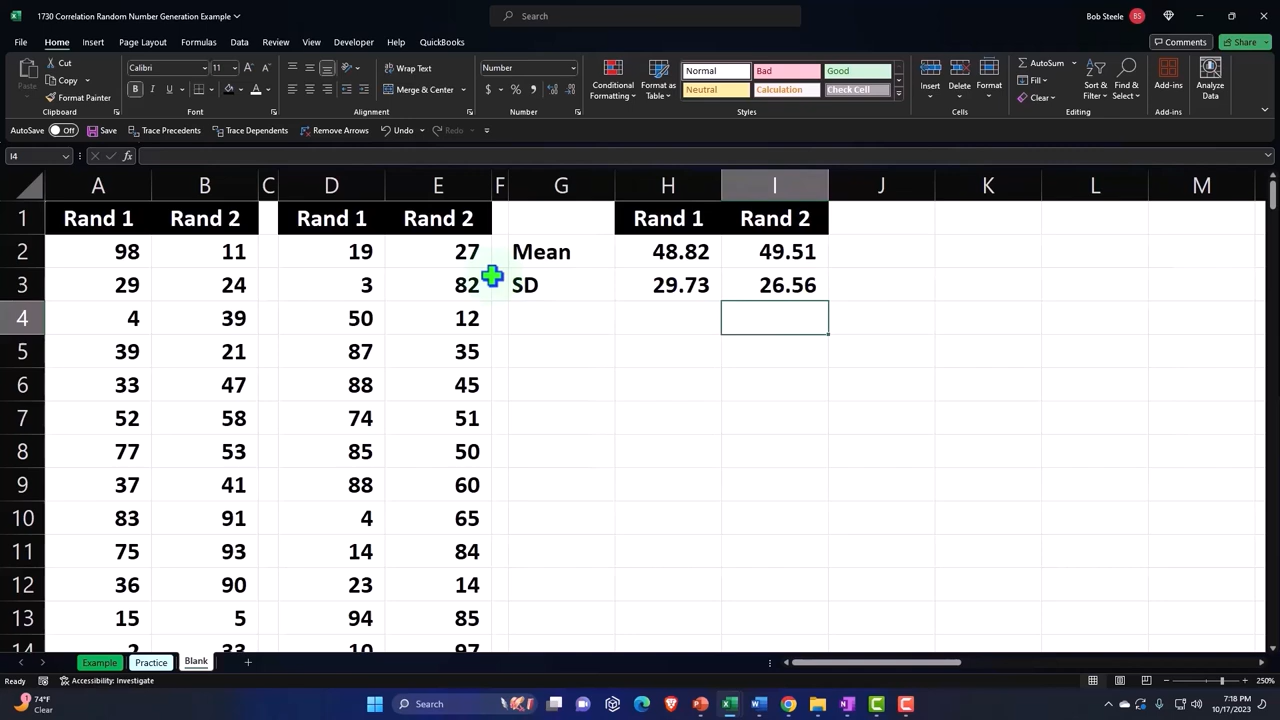 1730 Correlation Random Number Generation Example
Search
Bob Steele BS
File Home Insert Page Layout Formulas Data Review View Developer Help QuickBooks
Comments Share
Cut
Copy
Format Painter
Clipboard
Calibri 11
B I U
Font
Wrap Text
Merge & Center
Alignment
Number
$ % ,
Number
Conditional Formatting
Format as Table
Normal Bad Good
Neutral Calculation Check Cell
Styles
Insert Delete Format
Cells
AutoSum
Fill
Clear
Sort & Filter
Find & Select
Editing
Add-ins
Add-ins
Analyze Data
AutoSave Off Save Trace Precedents Trace Dependents Remove Arrows Undo Redo
I4 fx
A B C D E F G H I J K L M
1 Rand 1 Rand 2 Rand 1 Rand 2 Rand 1 Rand 2
2 98 11 19 27 Mean 48.82 49.51
3 29 24 3 82 SD 29.73 26.56
4 4 39 50 12
5 39 21 87 35
6 33 47 88 45
7 52 58 74 51
8 77 53 85 50
9 37 41 88 60
10 83 91 4 65
11 75 93 14 84
12 36 90 23 14
13 15 5 94 85
14 2 33 10 97
Example Practice Blank
Ready Accessibility: Investigate 250%
74°F
Clear
Search
7:18 PM
10/17/2023